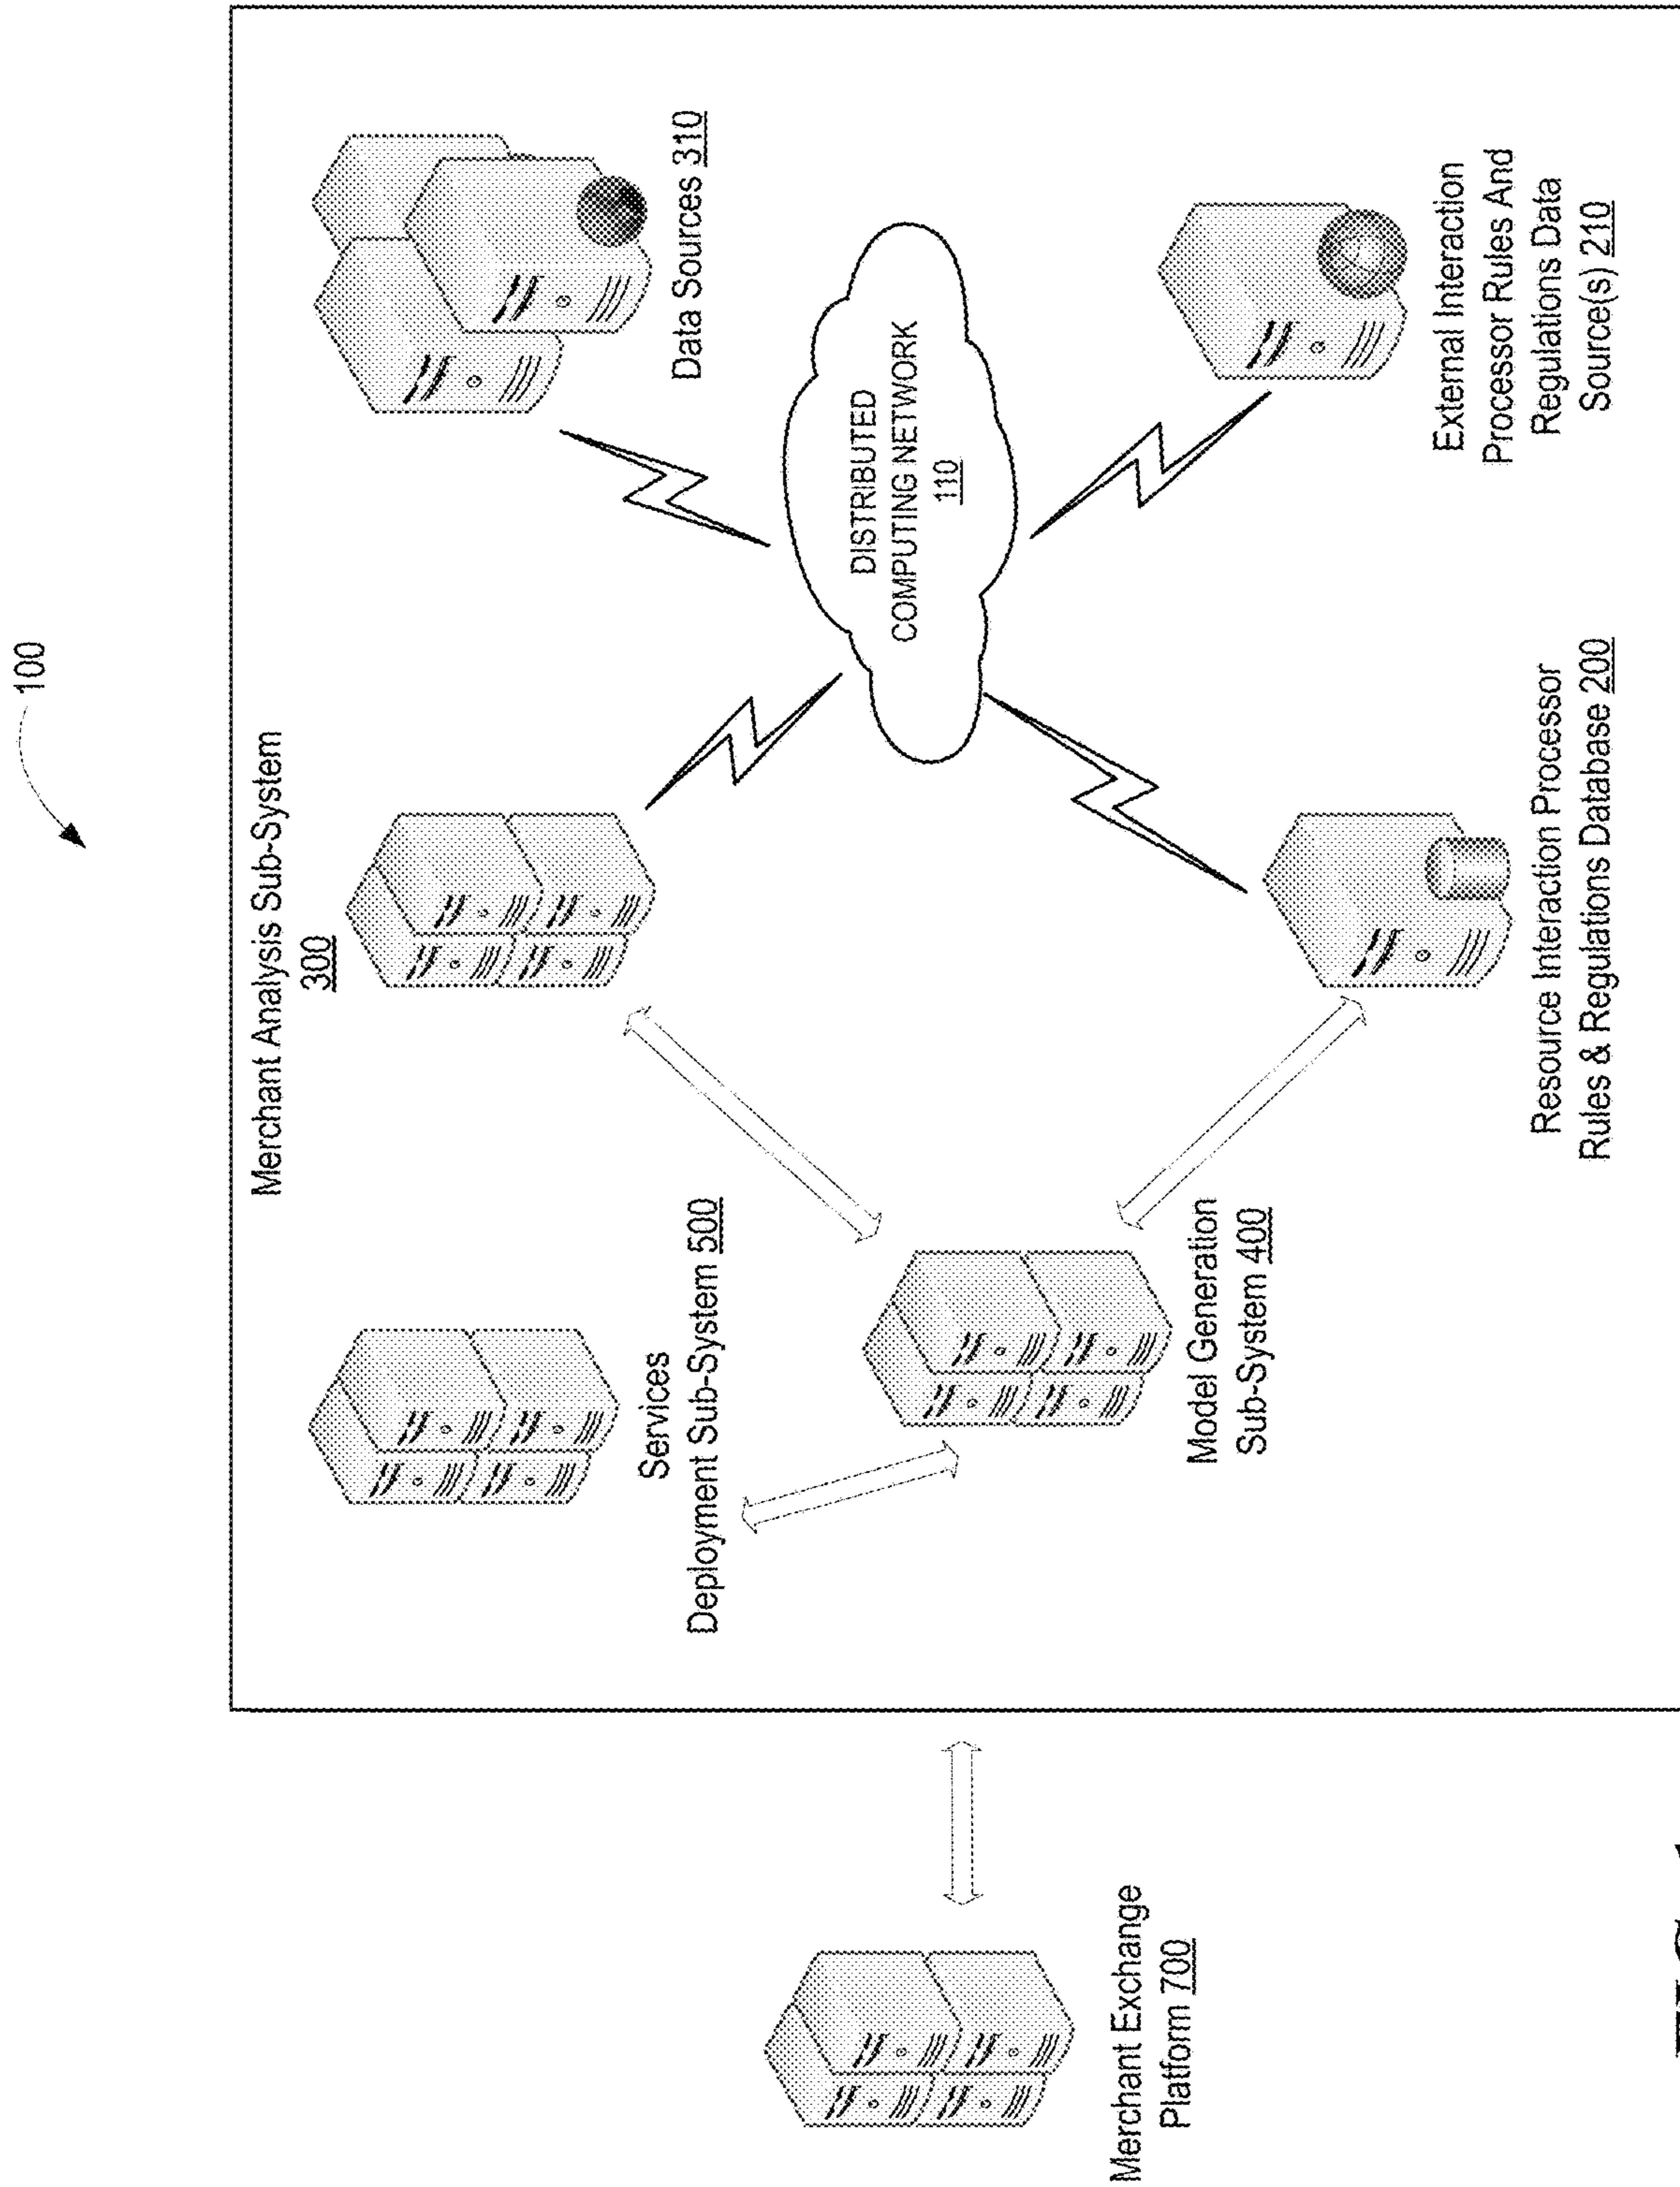 100
Merchant Analysis Sub-System
300
Data Sources 310
Services
Deployment Sub-System 500
DISTRIBUTED
COMPUTING NETWORK
110
Merchant Exchange
Platform 700
Model Generation
Sub-System 400
External Interaction
Processor Rules And
Regulations Data
Source(s) 210
Resource Interaction Processor
Rules & Regulations Database 200